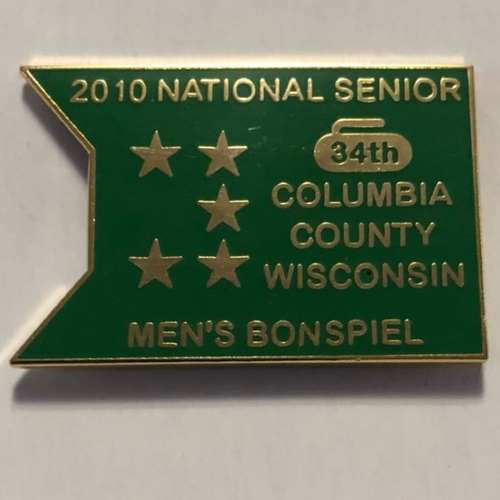 2010 NATIONAL SENIOR
34th
COLUMBIA
COUNTY
WISCONSIN
MEN'S BONSPIEL